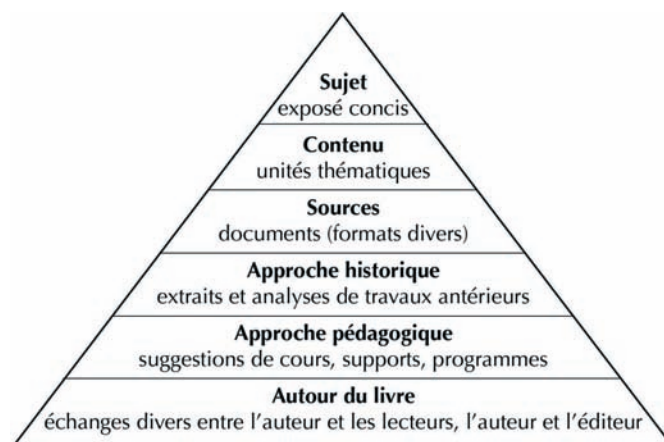 Sujet
exposé concis
Contenu
unités thématiques
Sources
documents (formats divers)
Approche historique
extraits et analyses de travaux antérieurs
Approche pédagogique
suggestions de cours, supports, programmes
Autour du livre
échanges divers entre l'auteur et les lecteurs, l'auteur et l'éditeur